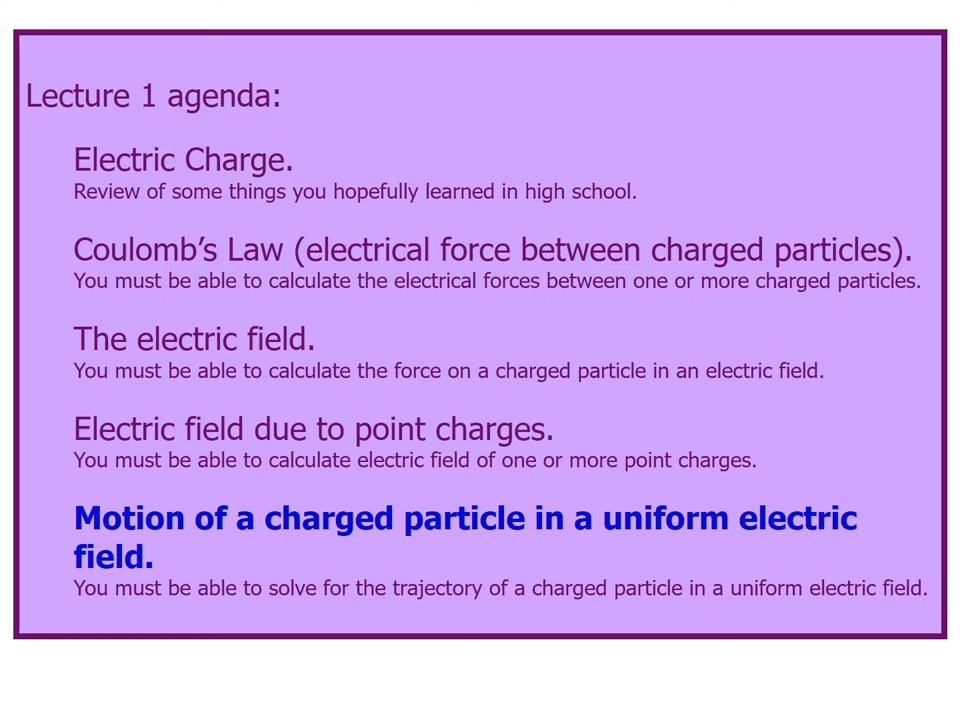 Lecture 1 agenda:
Electric Charge.
Review of some things you hopefully learned in high school.
Coulomb’s Law (electrical force between charged particles).
You must be able to calculate the electrical forces between one or more charged particles.
The electric field.
You must be able to calculate the force on a charged particle in an electric field.
Electric field due to point charges.
You must be able to calculate electric field of one or more point charges.
Motion of a charged particle in a uniform electric
field.
You must be able to solve for the trajectory of a charged particle in a uniform electric field.